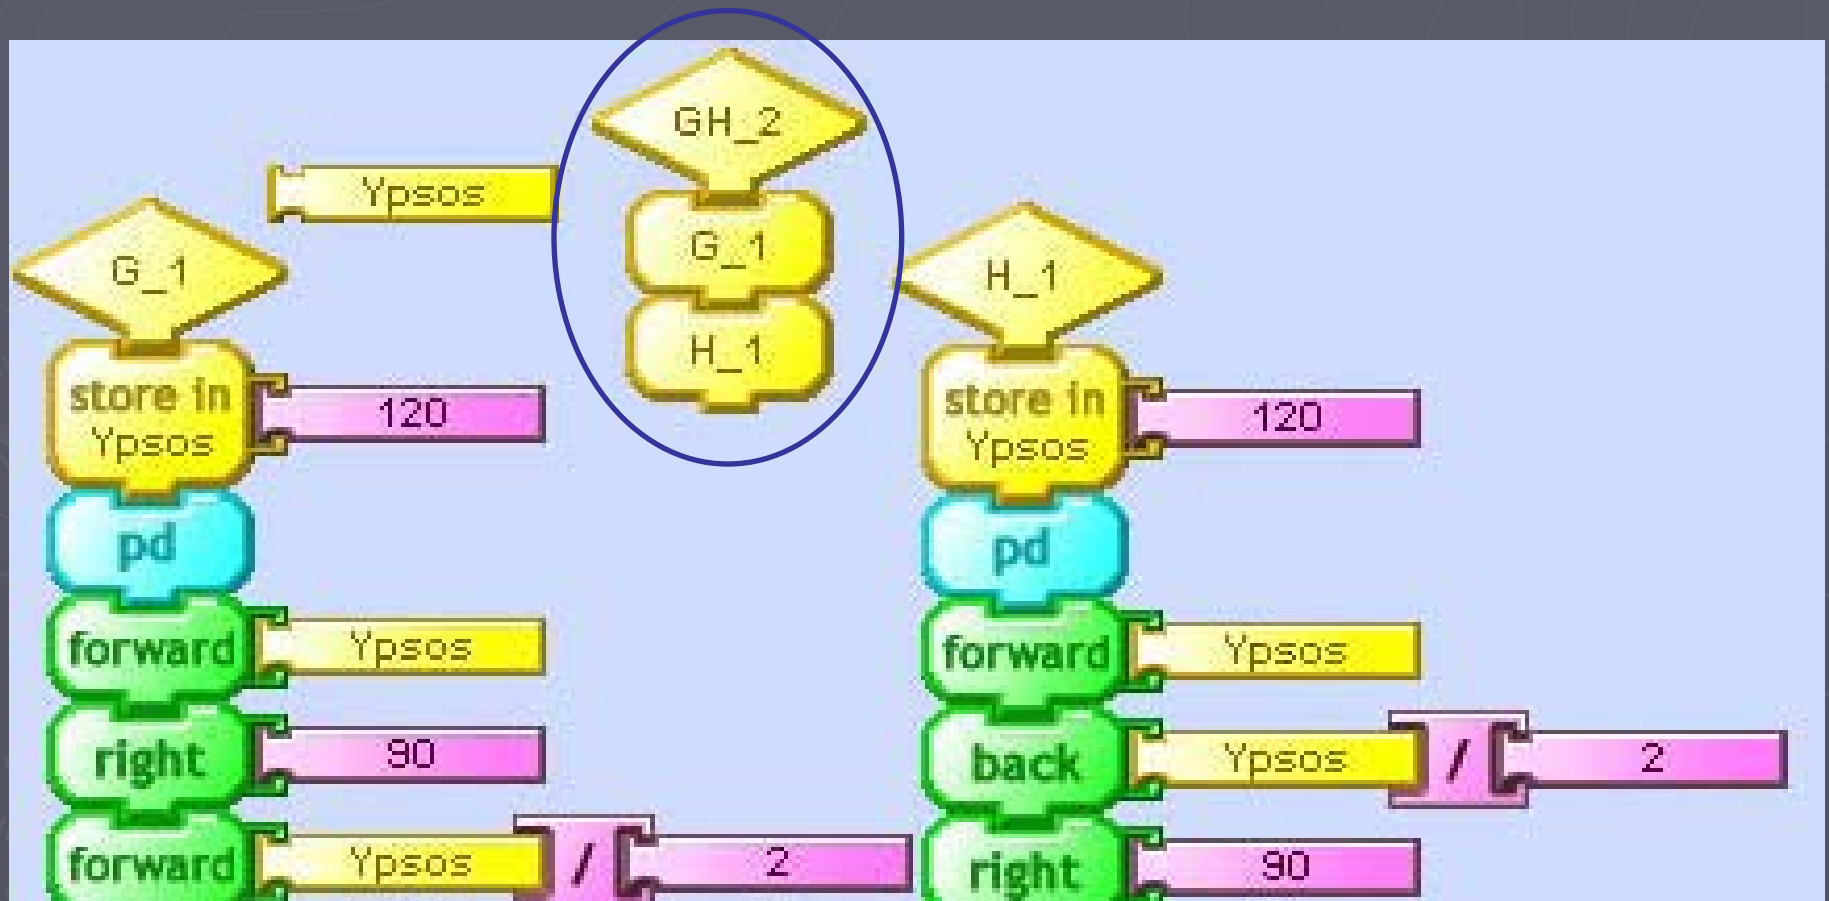 GH_2
G_1
H_1
Ypsos
G_1
store in
Ypsos
120
pd
forward Ypsos
right 90
forward Ypsos / 2
H_1
store in
Ypsos
120
pd
forward Ypsos
back Ypsos / 2
right 90